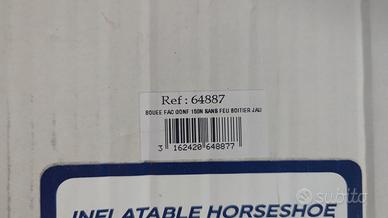 Ref : 64887
BOUEE FAC GONF 150N SANS FEU BOITIER JAU
3 162420 648877
INFLATABLE HORSESHOE
subito